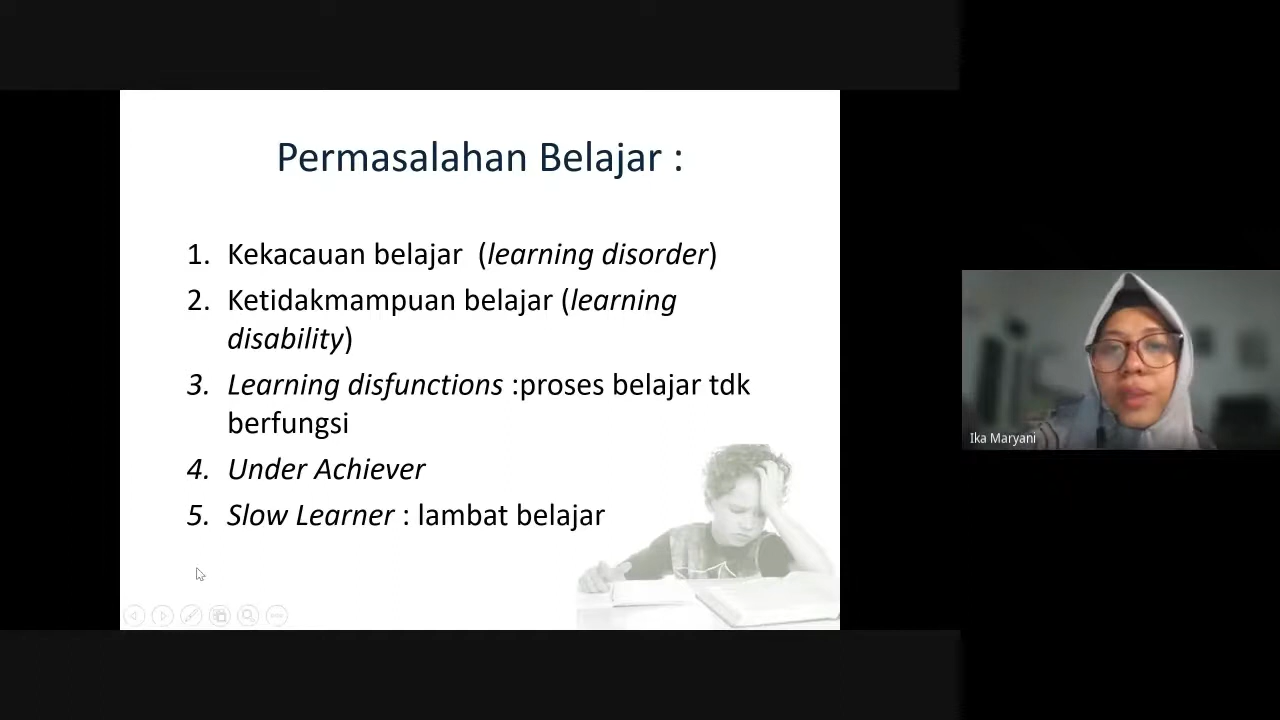 Permasalahan Belajar :
1. Kekacauan belajar (learning disorder)
2. Ketidakmampuan belajar (learning
disability)
3. Learning disfunctions :proses belajar tdk
berfungsi
4. Under Achiever
5. Slow Learner : lambat belajar
Ika Maryani